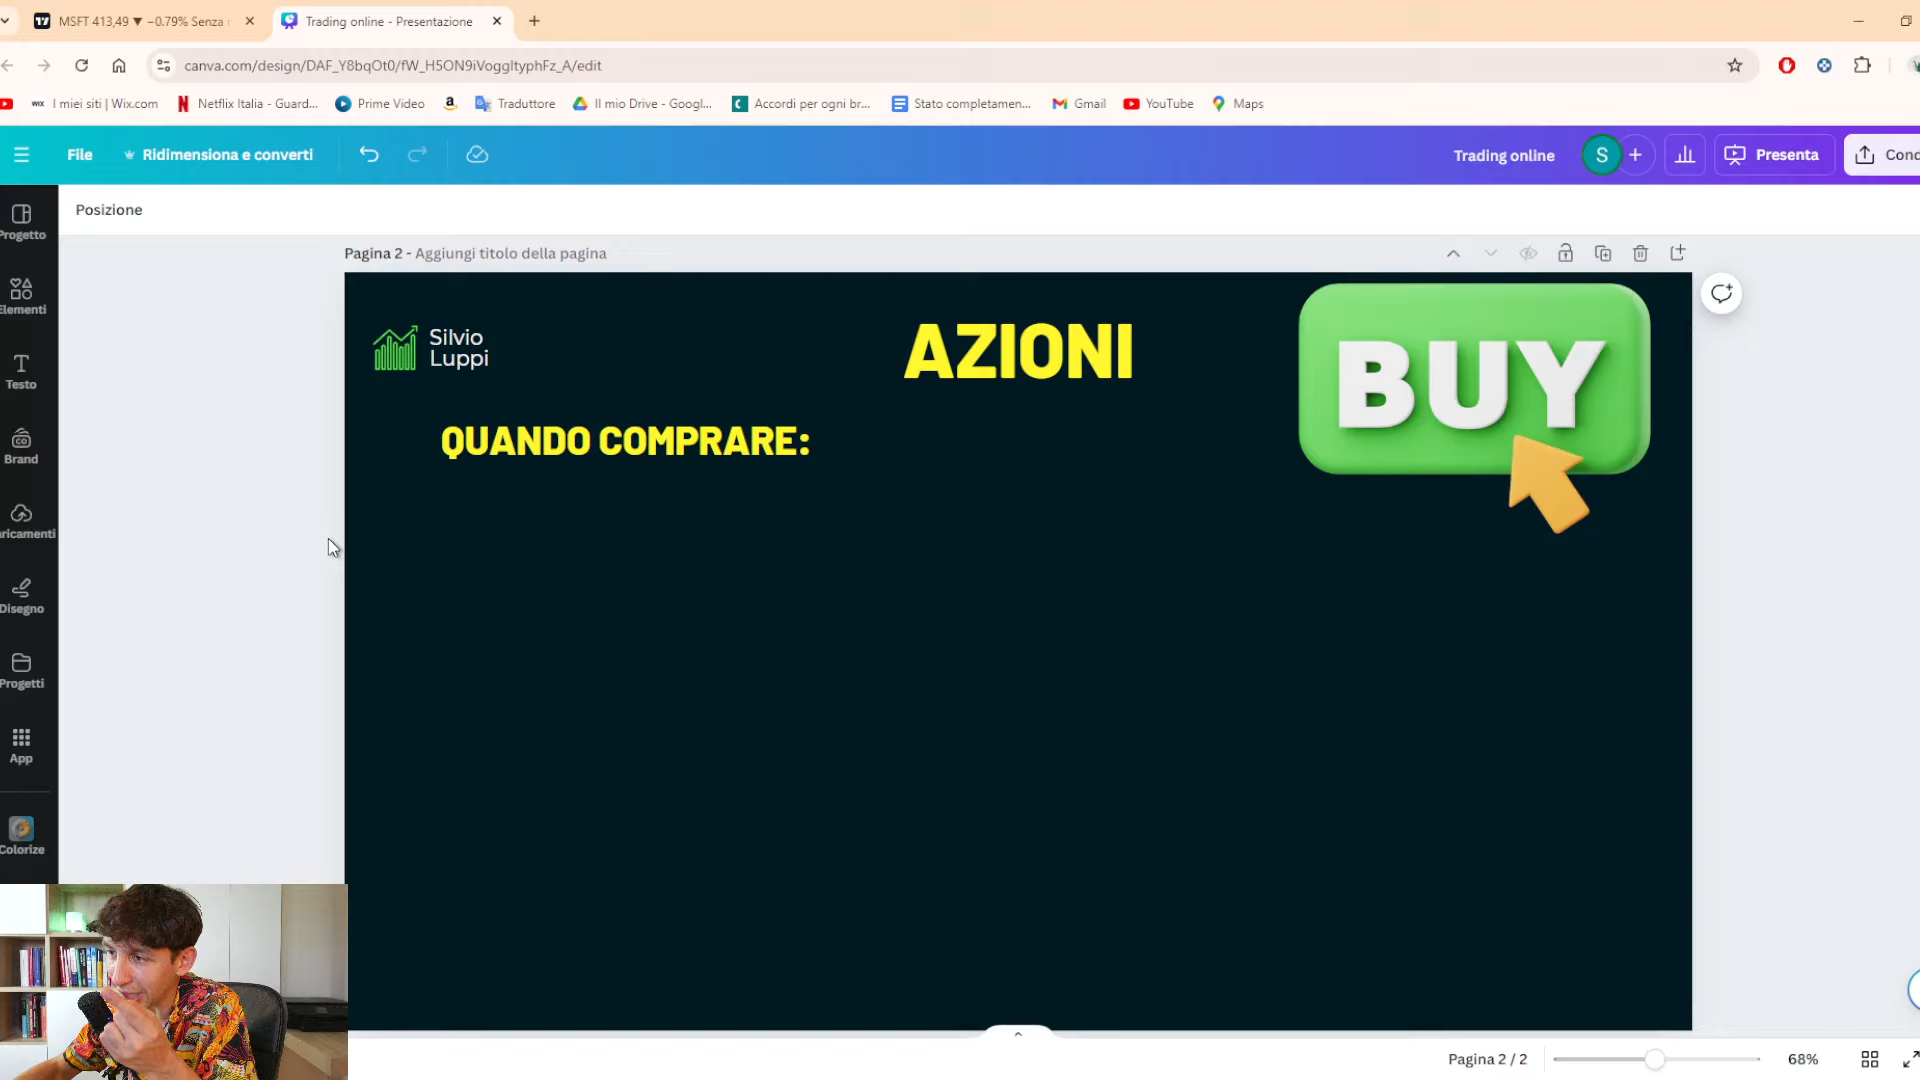 MSFT 413,49 ▼ −0.79% Senza
Trading online - Presentazione
canva.com/design/DAF_Y8bqOt0/fW_H5ON9iVoggltyphFz_A/edit
I miei siti | Wix.com
Netflix Italia - Guard...
Prime Video
Traduttore
Il mio Drive - Googl...
Accordi per ogni br...
Stato completamen...
Gmail
YouTube
Maps
File
Ridimensiona e converti
Trading online
S
Presenta
Cond
Posizione
Progetto
Elementi
Testo
Brand
aricamenti
Disegno
Progetti
App
Colorize
Pagina 2 - Aggiungi titolo della pagina
Silvio
Luppi
AZIONI
BUY
QUANDO COMPRARE:
Pagina 2 / 2
68%